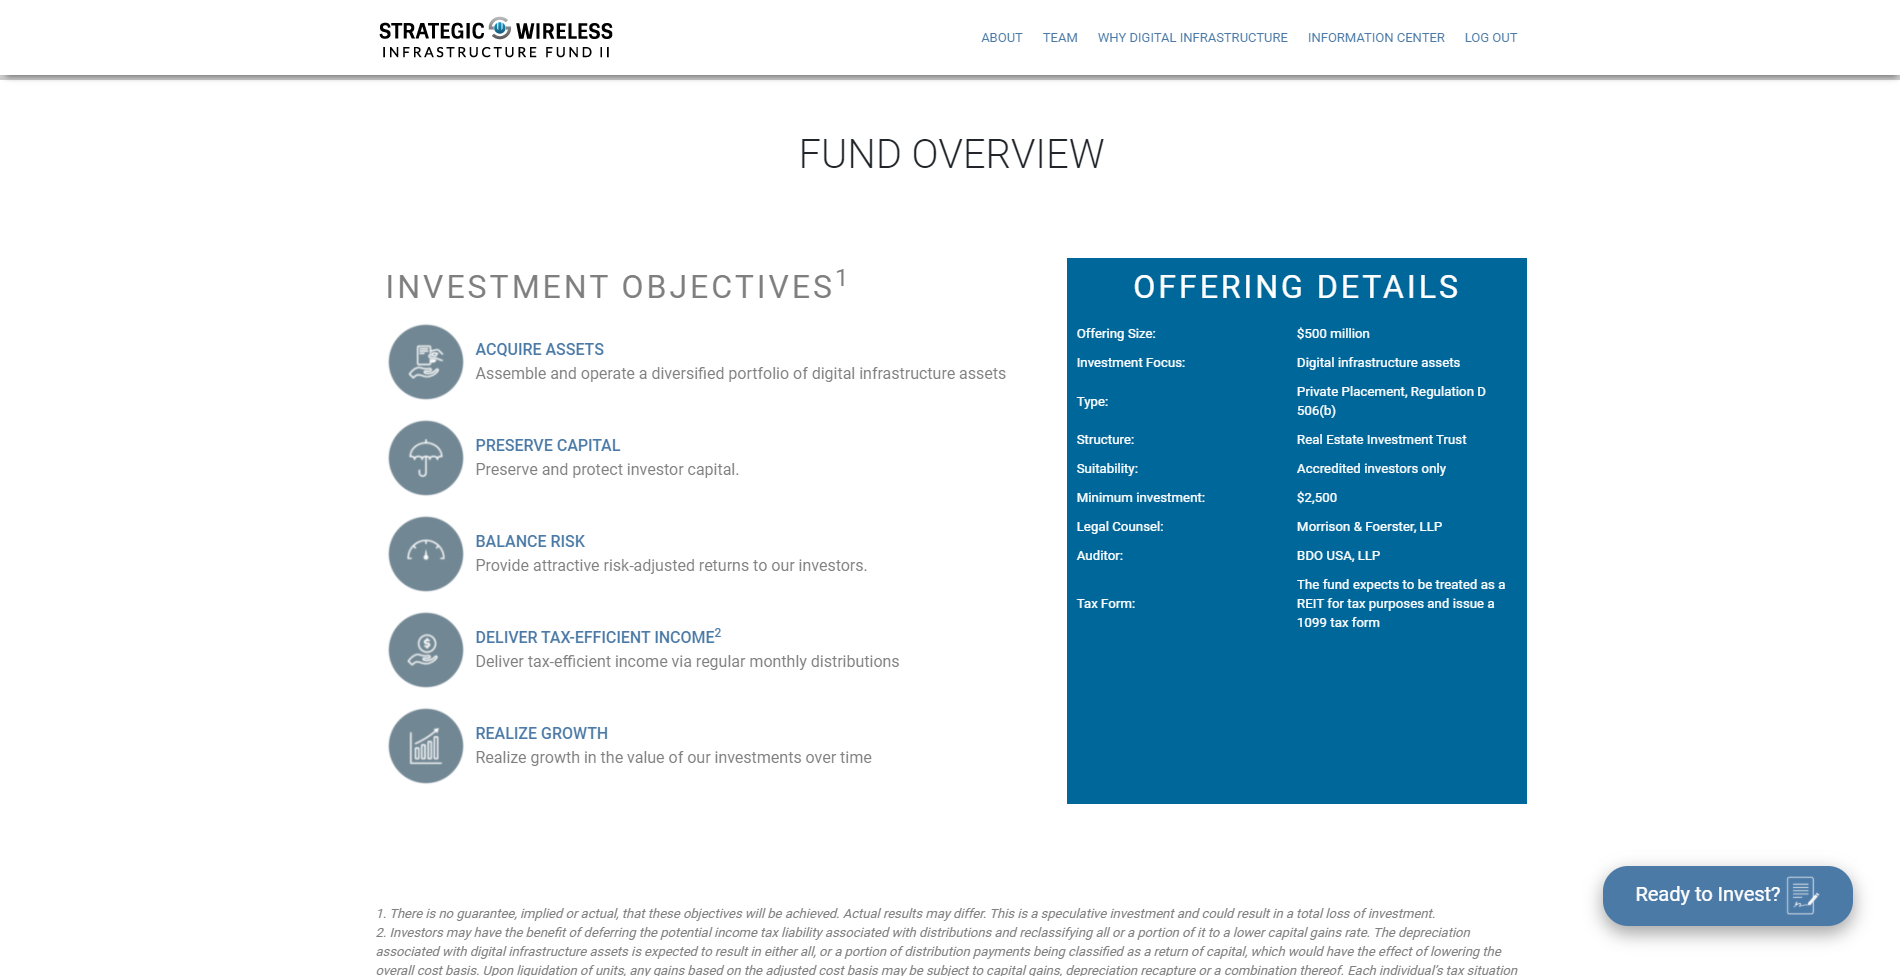 STRATEGIC WIRELESS
INFRASTRUCTURE FUND II
ABOUT TEAM WHY DIGITAL INFRASTRUCTURE INFORMATION CENTER LOG OUT
FUND OVERVIEW
INVESTMENT OBJECTIVES1
ACQUIRE ASSETS
Assemble and operate a diversified portfolio of digital infrastructure assets
PRESERVE CAPITAL
Preserve and protect investor capital.
BALANCE RISK
Provide attractive risk-adjusted returns to our investors.
DELIVER TAX-EFFICIENT INCOME2
Deliver tax-efficient income via regular monthly distributions
REALIZE GROWTH
Realize growth in the value of our investments over time
OFFERING DETAILS
Offering Size: $500 million
Investment Focus: Digital infrastructure assets
Type: Private Placement, Regulation D
506(b)
Structure: Real Estate Investment Trust
Suitability: Accredited investors only
Minimum investment: $2,500
Legal Counsel: Morrison & Foerster, LLP
Auditor: BDO USA, LLP
Tax Form: The fund expects to be treated as a
REIT for tax purposes and issue a
1099 tax form
Ready to Invest?
1. There is no guarantee, implied or actual, that these objectives will be achieved. Actual results may differ. This is a speculative investment and could result in a total loss of investment.
2. Investors may have the benefit of deferring the potential income tax liability associated with distributions and reclassifying all or a portion of it to a lower capital gains rate. The depreciation
associated with digital infrastructure assets is expected to result in either all, or a portion of distribution payments being classified as a return of capital, which would have the effect of lowering the
overall cost basis. Upon liquidation of units, any gains based on the adjusted cost basis may be subject to capital gains, depreciation recapture or a combination thereof. Each individual's tax situation